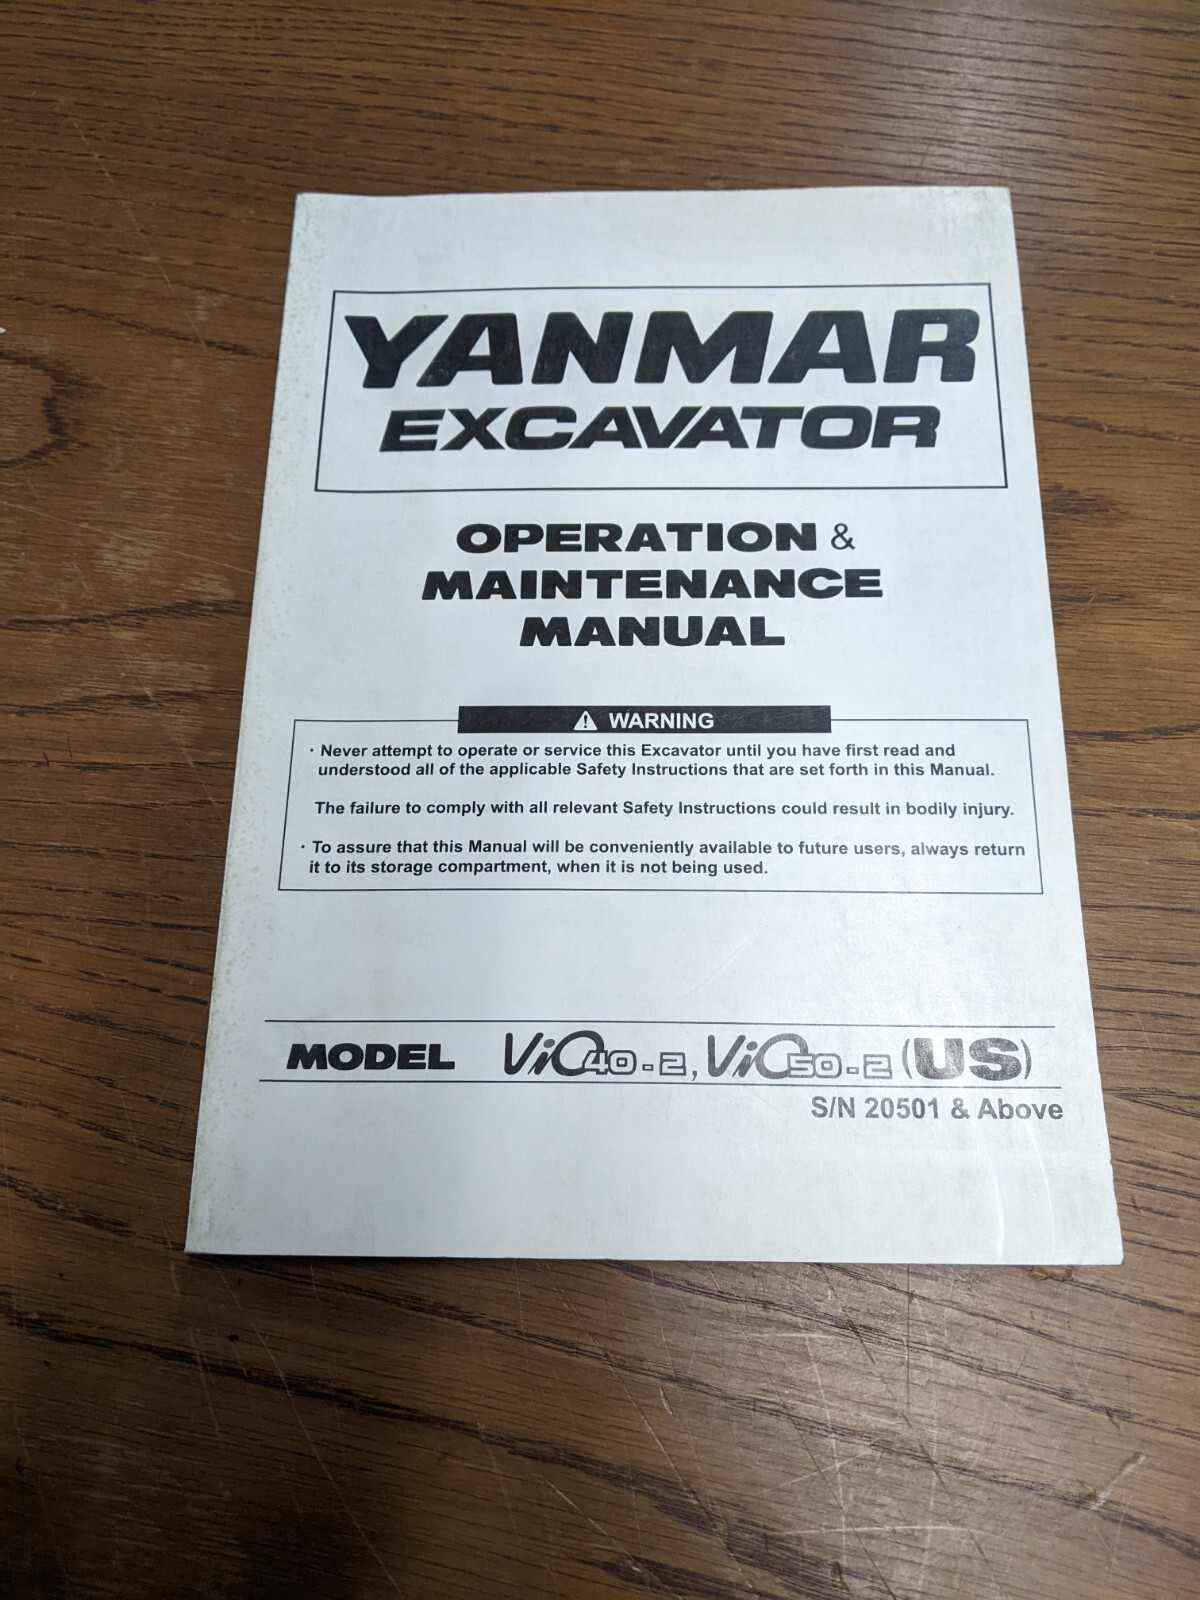 YANMAR
EXCAVATOR
OPERATION &
MAINTENANCE
MANUAL
⚠ WARNING
· Never attempt to operate or service this Excavator until you have first read and
understood all of the applicable Safety Instructions that are set forth in this Manual.
The failure to comply with all relevant Safety Instructions could result in bodily injury.
· To assure that this Manual will be conveniently available to future users, always return
it to its storage compartment, when it is not being used.
MODEL ViO40-2, ViO50-2 (US)
S/N 20501 & Above